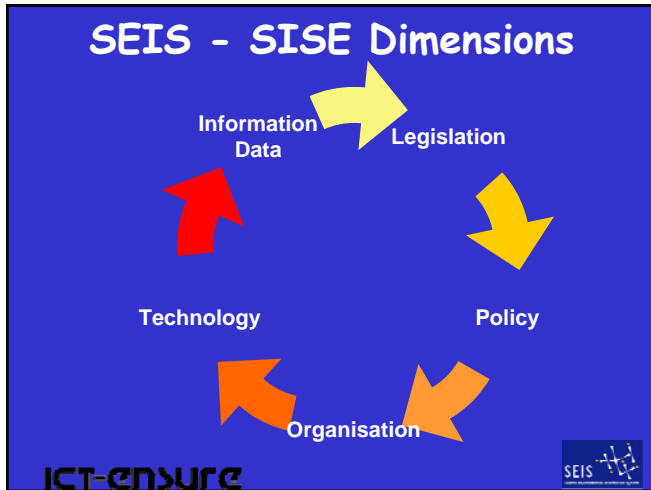 SEIS - SISE Dimensions
Information
Data
Legislation
Technology
Policy
Organisation
ICT-ensure
SEIS